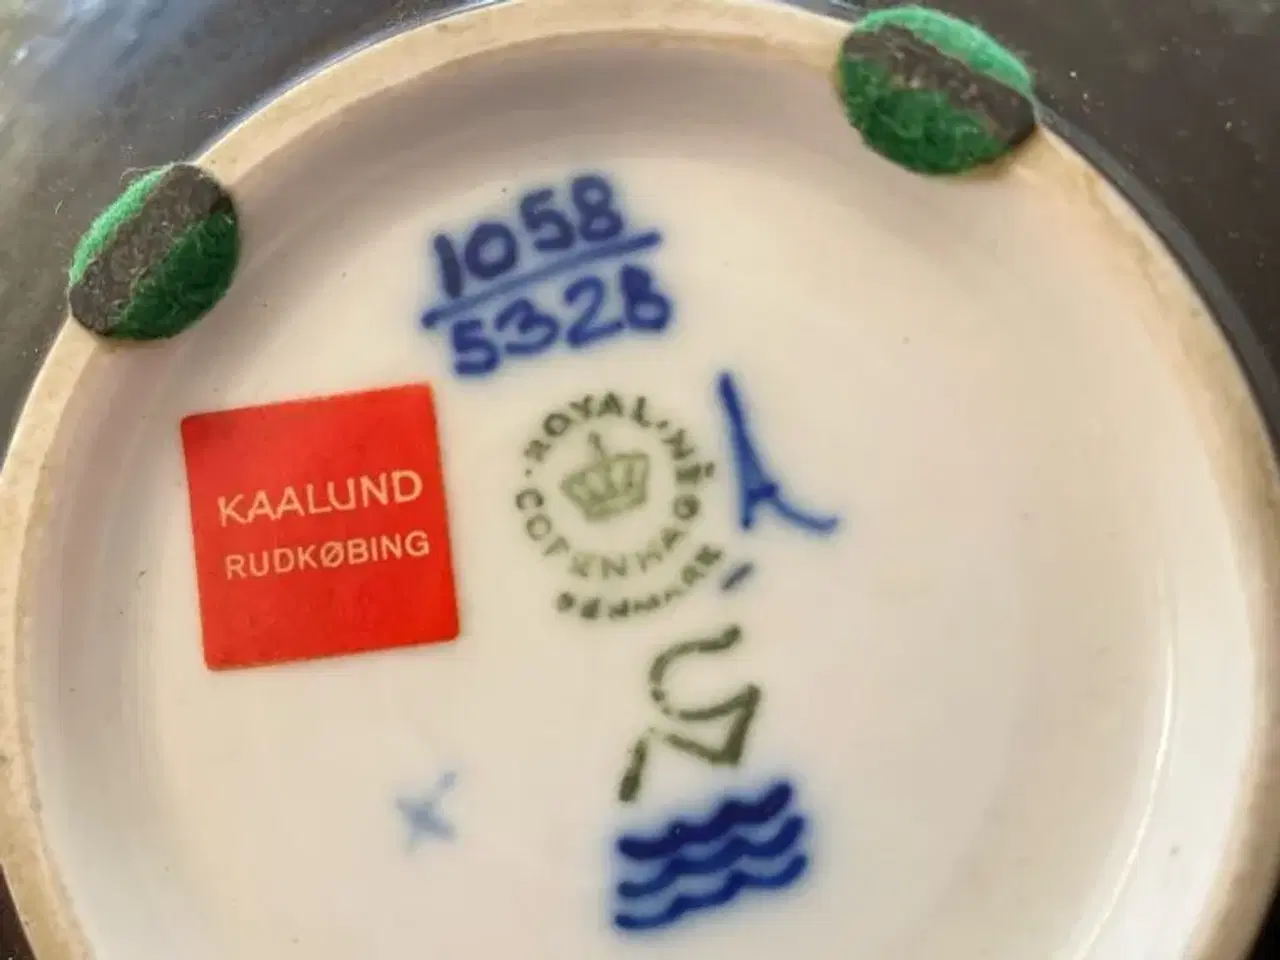 1058
5328
KAALUND
RUDKØBING
ROYAL
COPENHAGEN
DENMARK